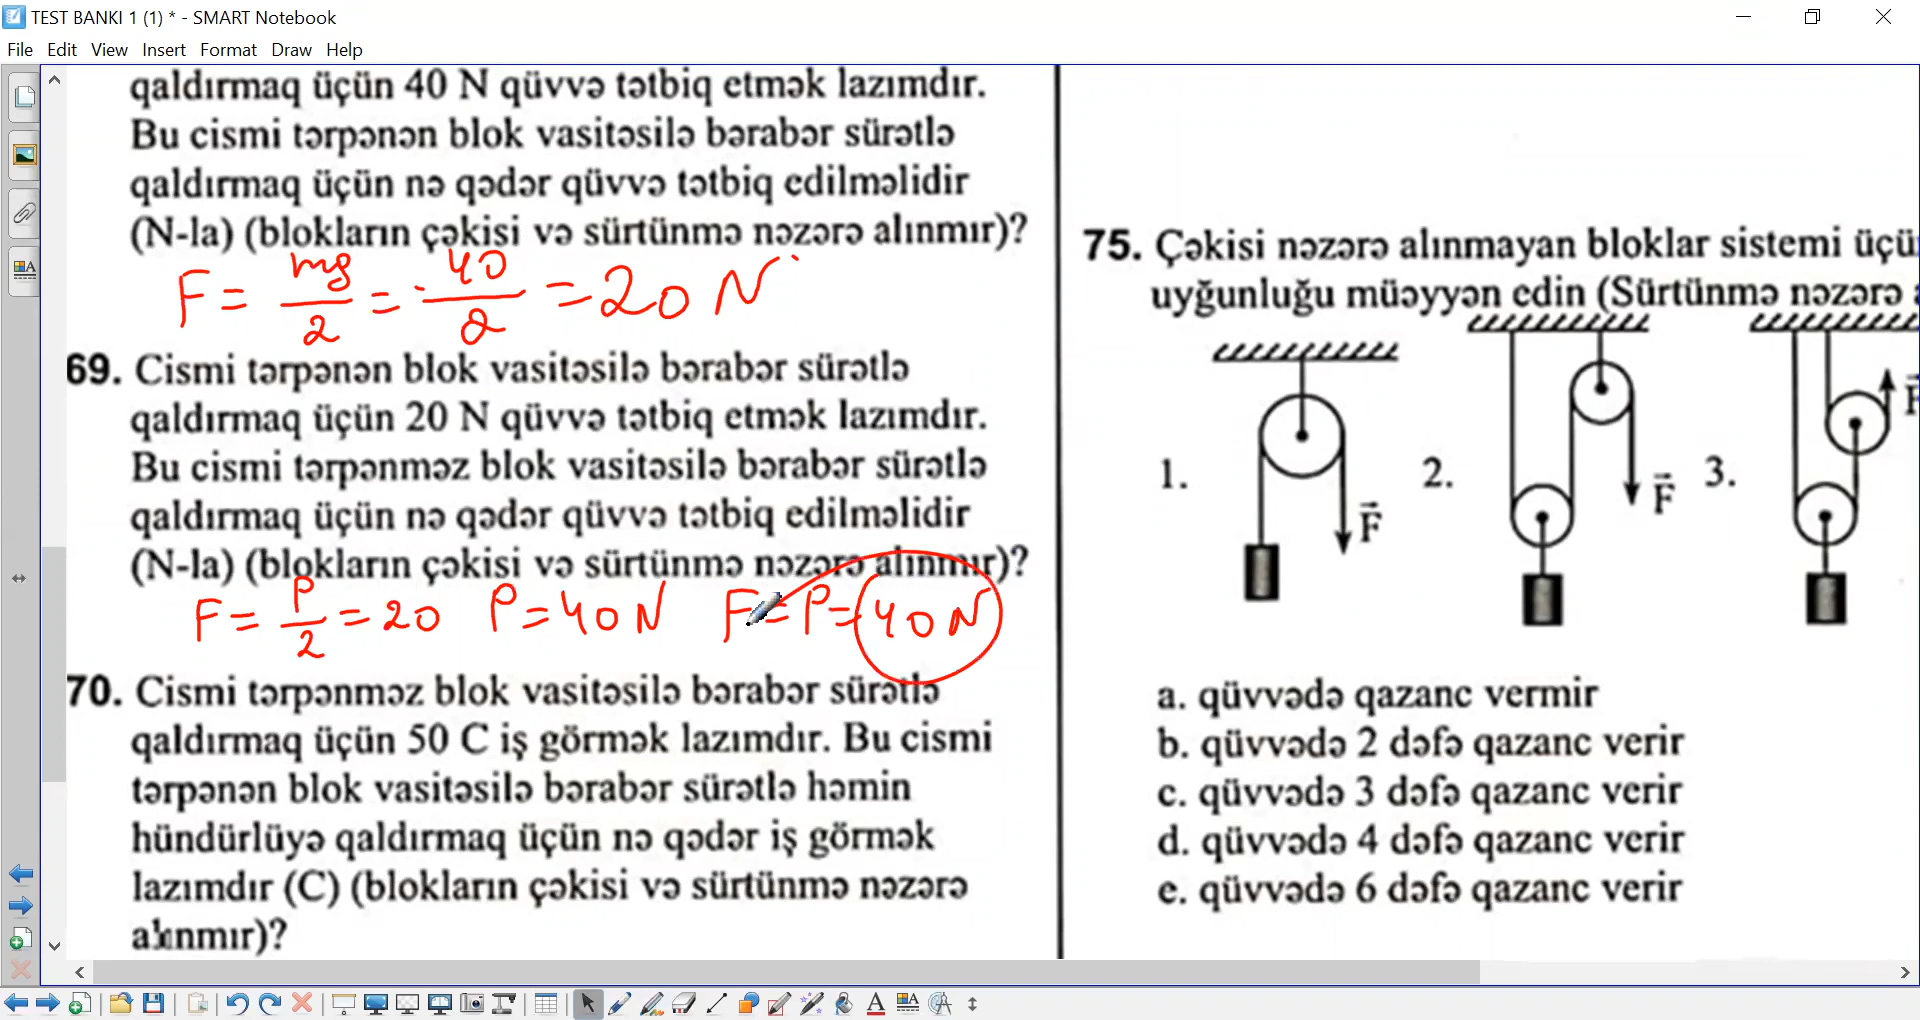 TEST BANKI 1 (1) * - SMART Notebook
File Edit View Insert Format Draw Help
qaldırmaq üçün 40 N qüvvə tətbiq etmək lazımdır.
Bu cismi tərpənən blok vasitəsilə bərabər sürətlə
qaldırmaq üçün nə qədər qüvvə tətbiq edilməlidir
(N-la) (blokların çəkisi və sürtünmə nəzərə alınmır)?
F = mg/2 = 40/2 = 20 N
69. Cismi tərpənən blok vasitəsilə bərabər sürətlə
qaldırmaq üçün 20 N qüvvə tətbiq etmək lazımdır.
Bu cismi tərpənməz blok vasitəsilə bərabər sürətlə
qaldırmaq üçün nə qədər qüvvə tətbiq edilməlidir
(N-la) (blokların çəkisi və sürtünmə nəzərə alınmır)?
F = P/2 = 20 P = 40 N F = P = 40 N
70. Cismi tərpənməz blok vasitəsilə bərabər sürətlə
qaldırmaq üçün 50 C iş görmək lazımdır. Bu cismi
tərpənən blok vasitəsilə bərabər sürətlə həmin
hündürlüyə qaldırmaq üçün nə qədər iş görmək
lazımdır (C) (blokların çəkisi və sürtünmə nəzərə
alınmır)?
75. Çəkisi nəzərə alınmayan bloklar sistemi üçü
uyğunluğu müəyyən edin (Sürtünmə nəzərə a
1. F 2. F 3. F
a. qüvvədə qazanc vermir
b. qüvvədə 2 dəfə qazanc verir
c. qüvvədə 3 dəfə qazanc verir
d. qüvvədə 4 dəfə qazanc verir
e. qüvvədə 6 dəfə qazanc verir